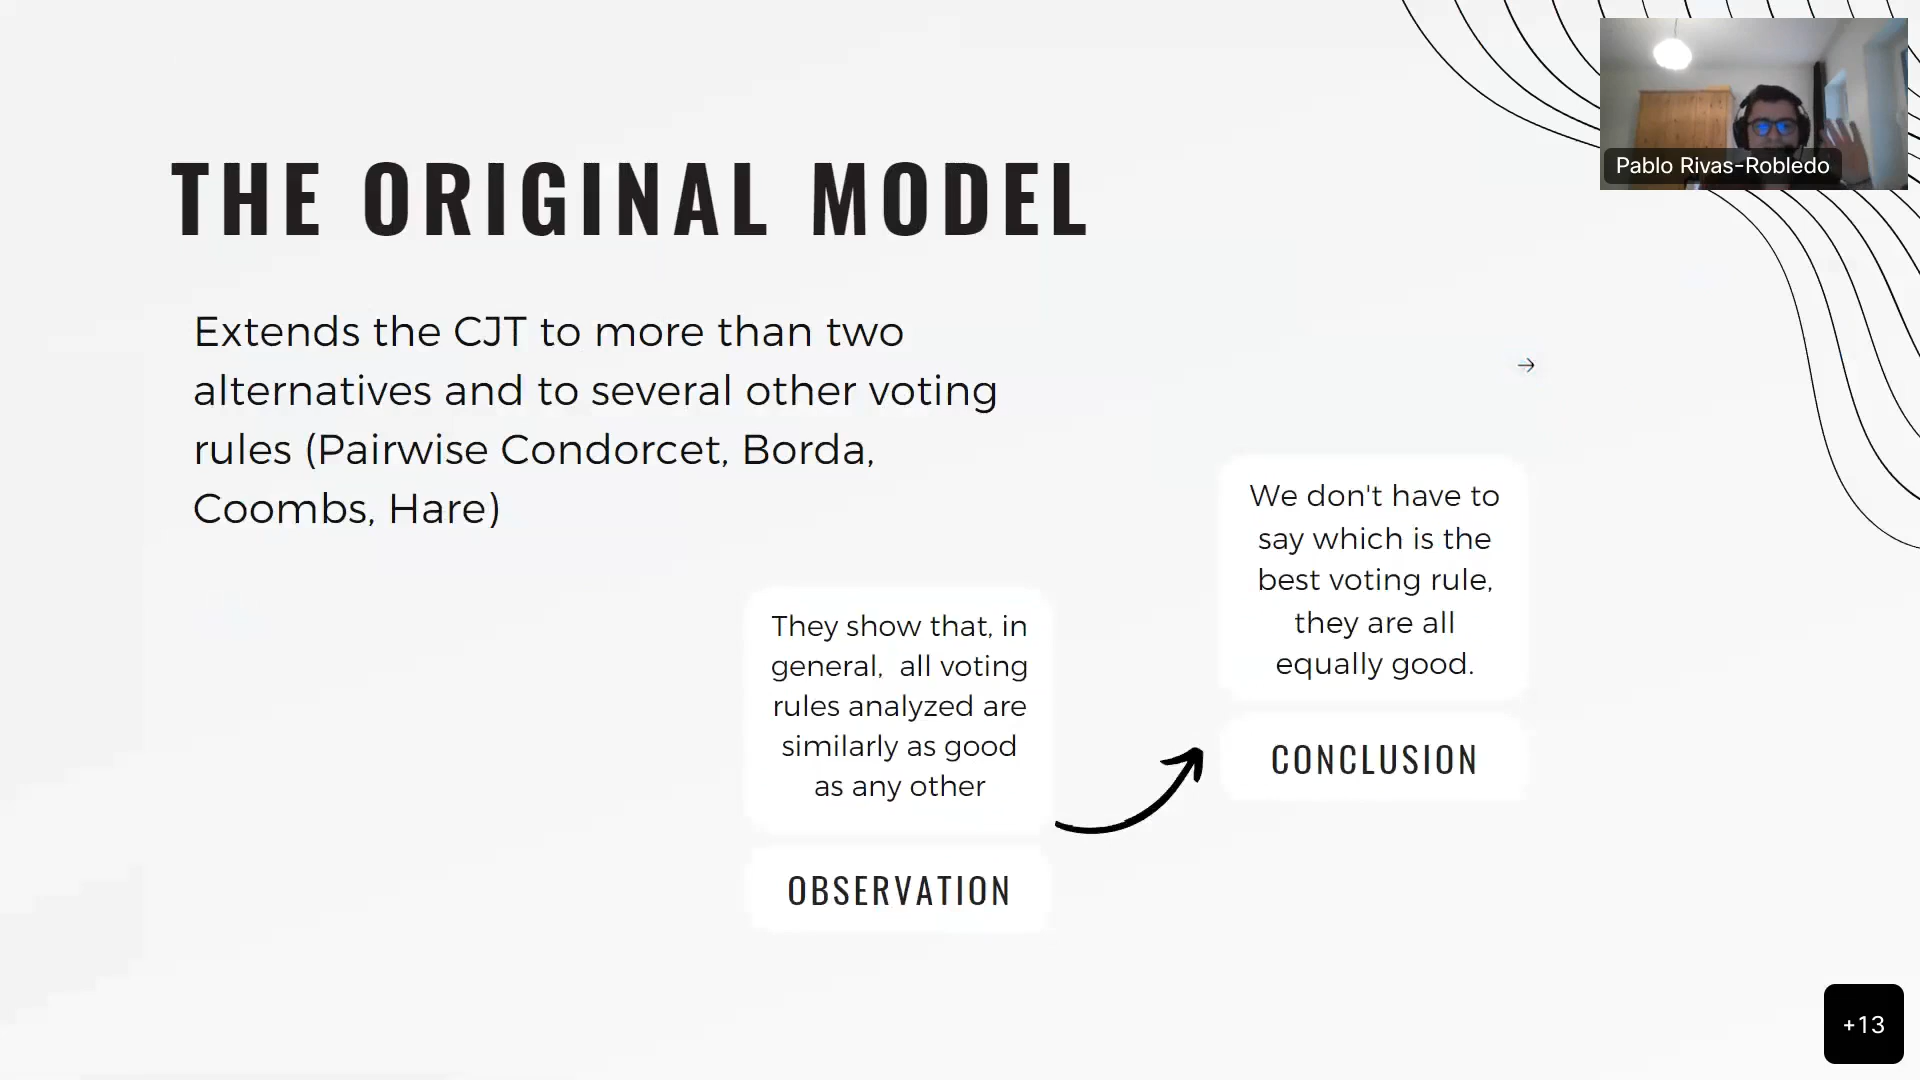 THE ORIGINAL MODEL
Extends the CJT to more than two
alternatives and to several other voting
rules (Pairwise Condorcet, Borda,
Coombs, Hare)
They show that, in
general,  all voting
rules analyzed are
similarly as good
as any other
OBSERVATION
We don't have to
say which is the
best voting rule,
they are all
equally good.
CONCLUSION
Pablo Rivas-Robledo
+13